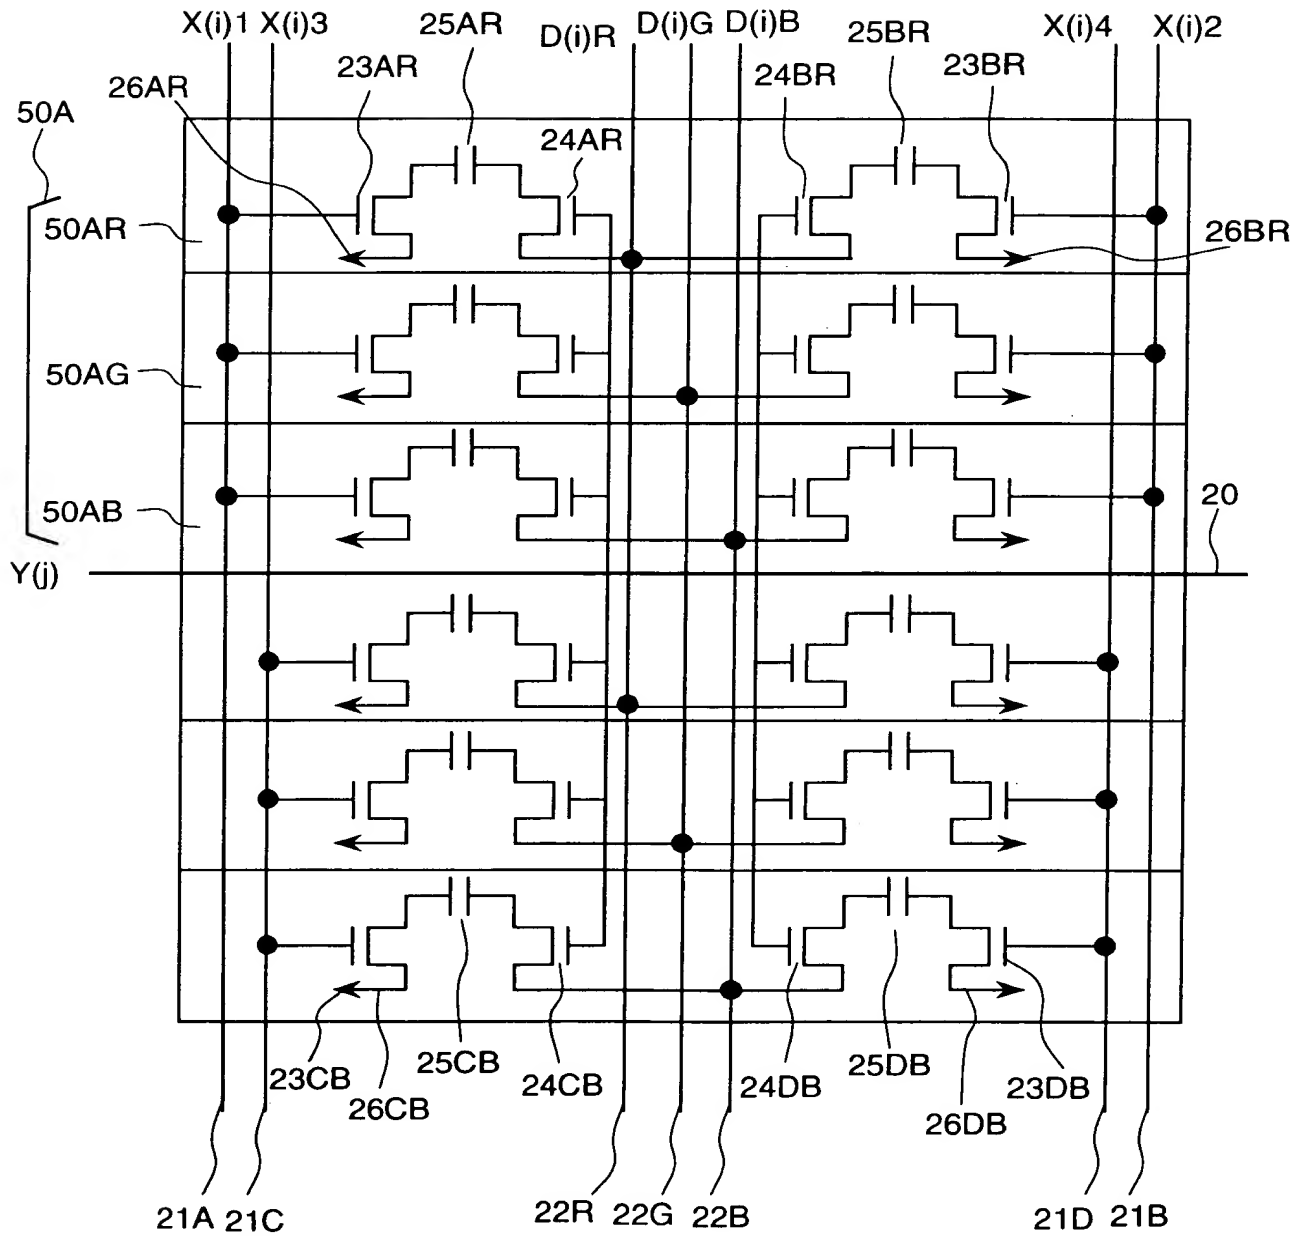 X(i)1 X(i)3 25AR D(i)R D(i)G D(i)B 25BR X(i)4 X(i)2
26AR 23AR 24BR 23BR
50A
24AR
50AR
26BR
50AG
50AB
20
Y(j)
23CB 25CB 24CB 24DB 25DB 23DB
26CB 26DB
21A 21C 22R 22G 22B 21D 21B